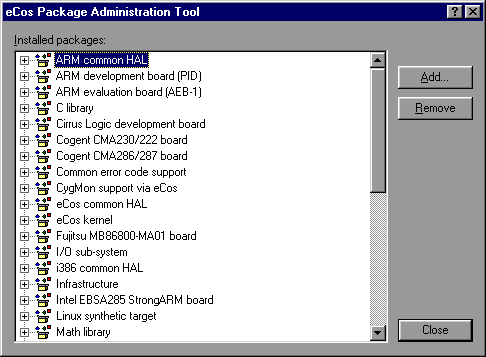 eCos Package Administration Tool
Installed packages:
ARM common HAL
ARM development board (PID)
ARM evaluation board (AEB-1)
C library
Cirrus Logic development board
Cogent CMA230/222 board
Cogent CMA286/287 board
Common error code support
CygMon support via eCos
eCos common HAL
eCos kernel
Fujitsu MB86800-MA01 board
I/O sub-system
i386 common HAL
Infrastructure
Intel EBSA285 StrongARM board
Linux synthetic target
Math library
Add...
Remove
Close